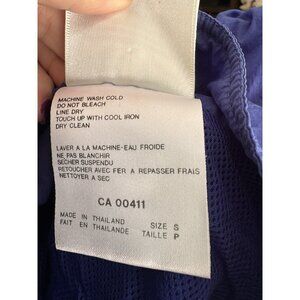 MACHINE WASH COLD
DO NOT BLEACH
LINE DRY
TOUCH UP WITH COOL IRON
DRY CLEAN
LAVER A LA MACHINE-EAU FROIDE
NE PAS BLANCHIR
SECHER SUSPENDU
RETOUCHER AVEC FER A REPASSER FRAIS
NETTOYER A SEC
CA 00411
MADE IN THAILAND SIZE S
FAIT EN THAILANDE TAILLE P